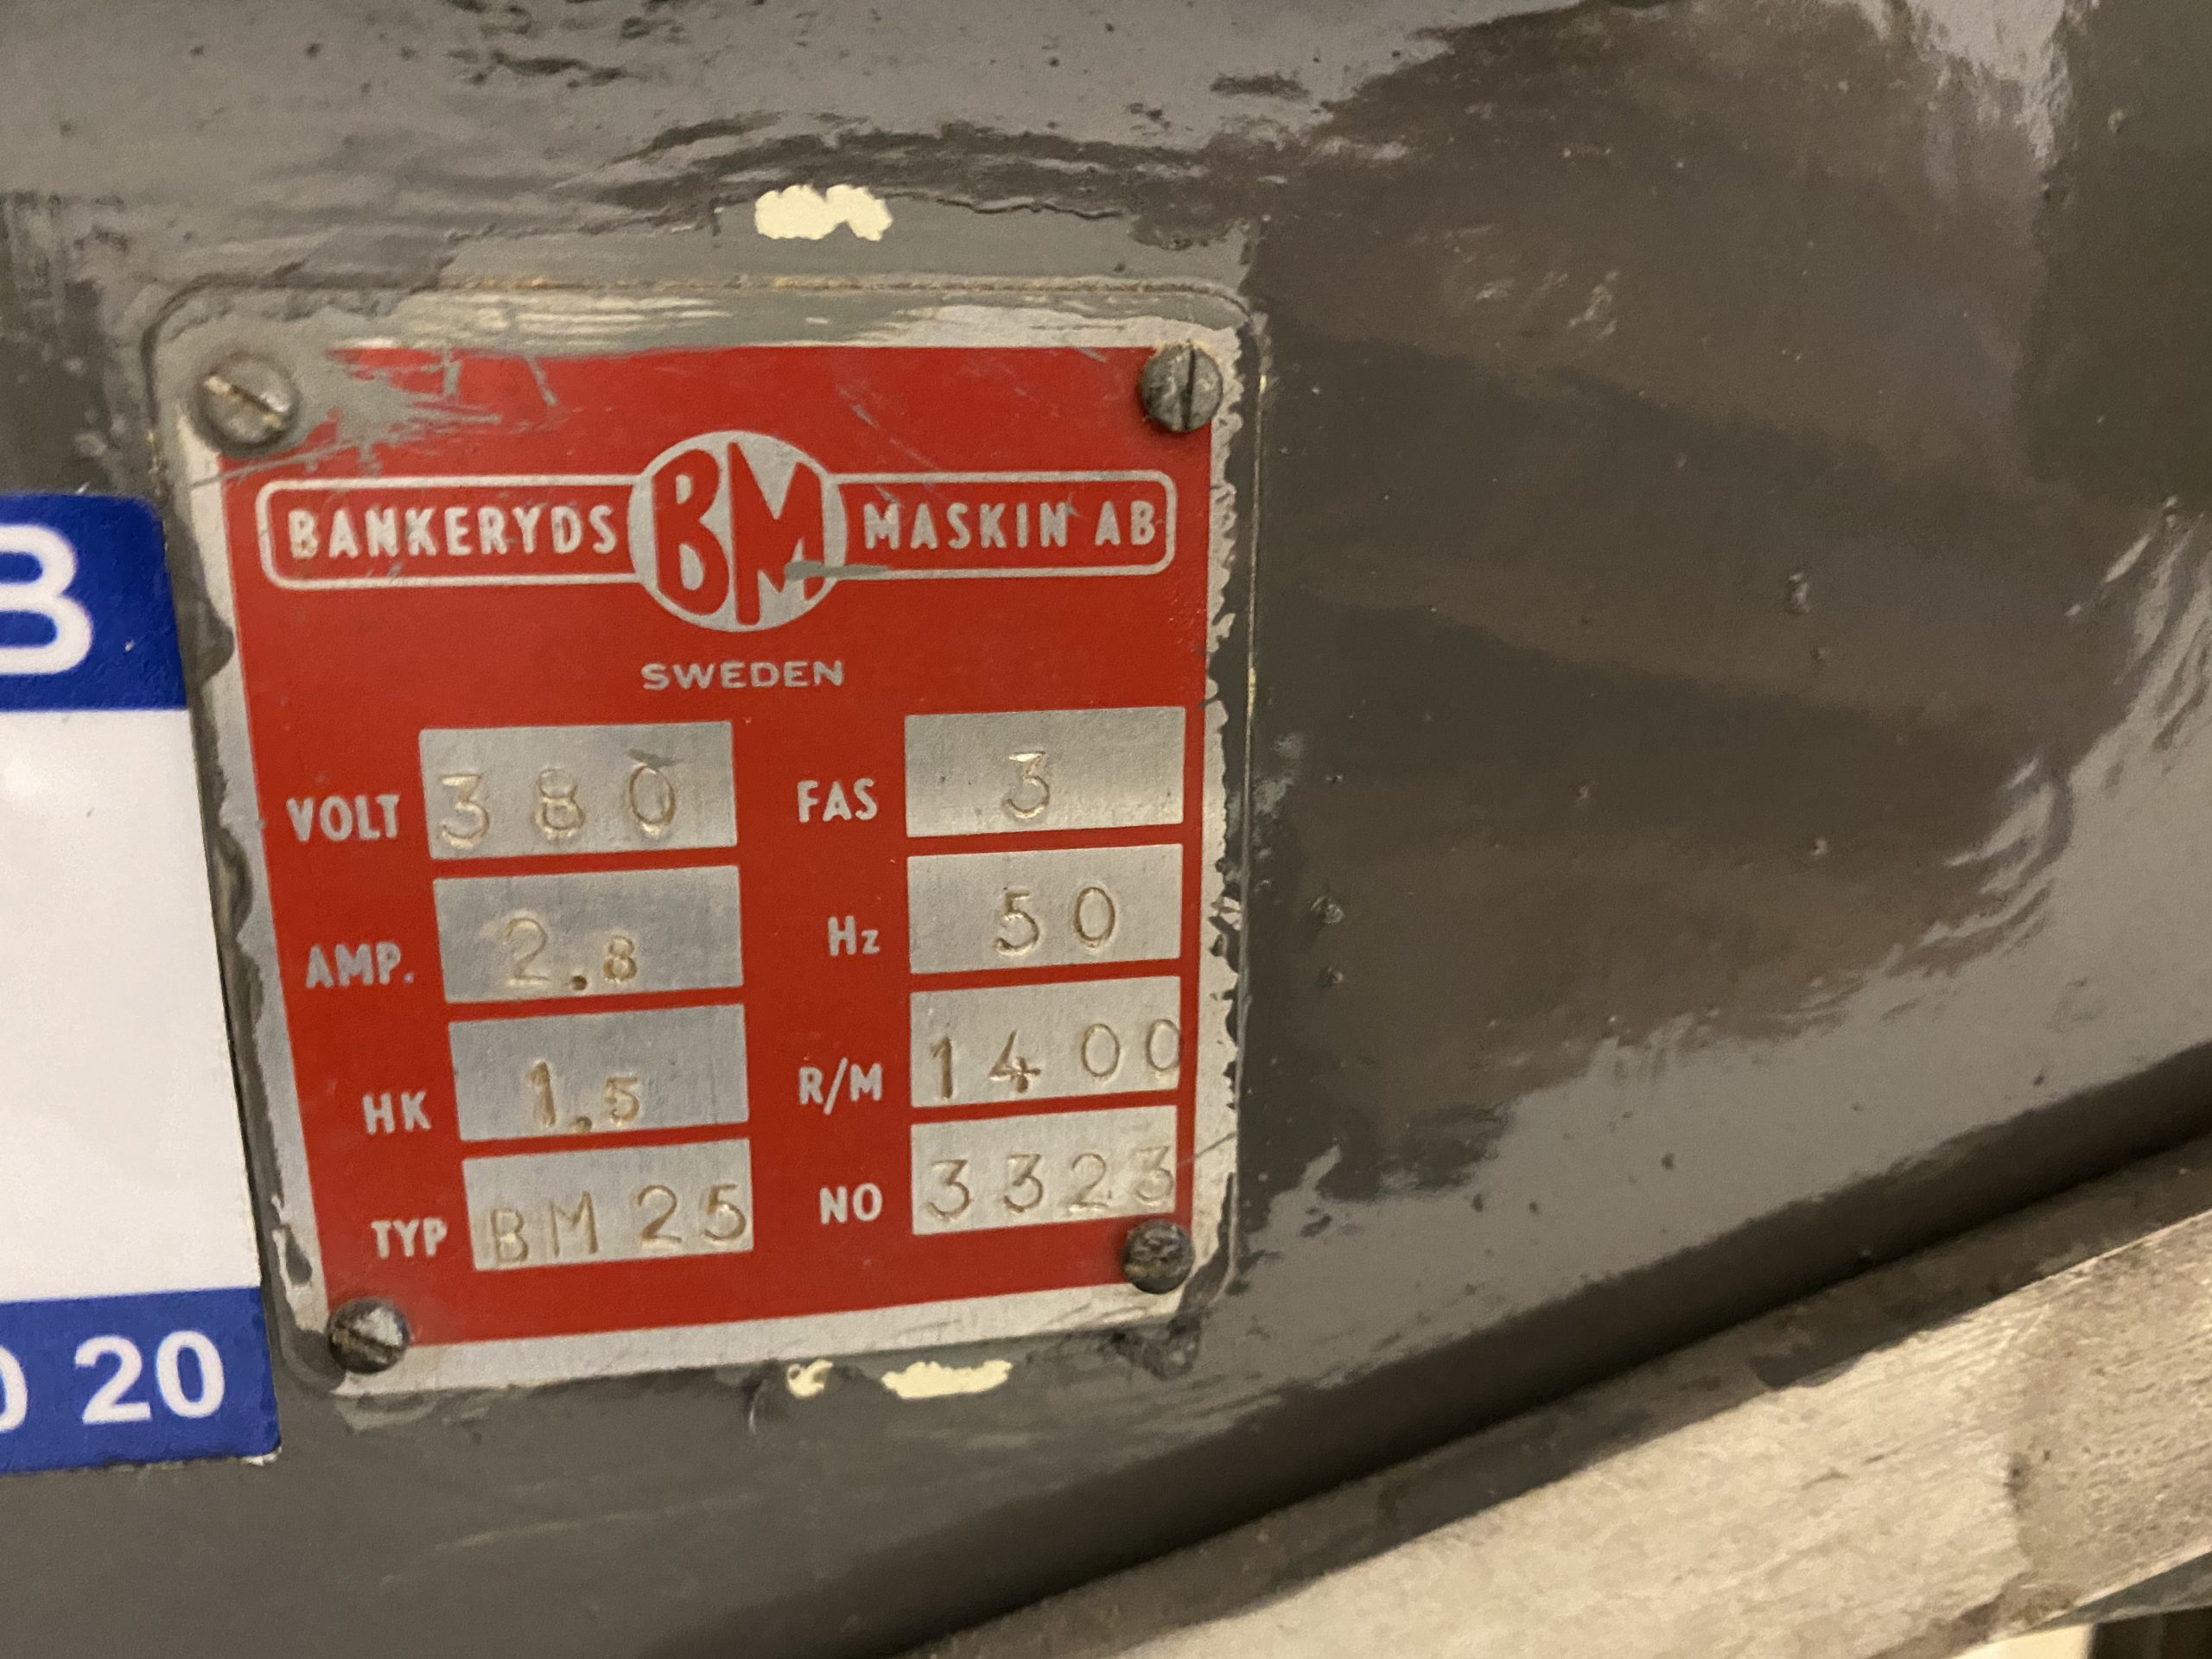 BANKERYDS BM MASKIN AB
SWEDEN
VOLT 380 FAS 3
AMP. 2.8 Hz 50
HK 1.5 R/M 1400
TYP BM 25 NO 3323
B
0 20